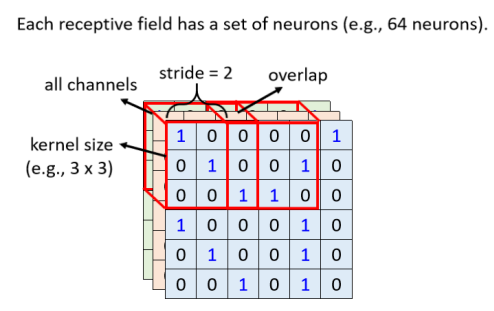 Each receptive field has a set of neurons (e.g., 64 neurons).
all channels
stride = 2
overlap
kernel size
(e.g., 3 x 3)
1 0 0 0 0 1
0 1 0 0 1 0
0 0 1 1 0 0
1 0 0 0 1 0
0 1 0 0 1 0
0 0 1 0 1 0